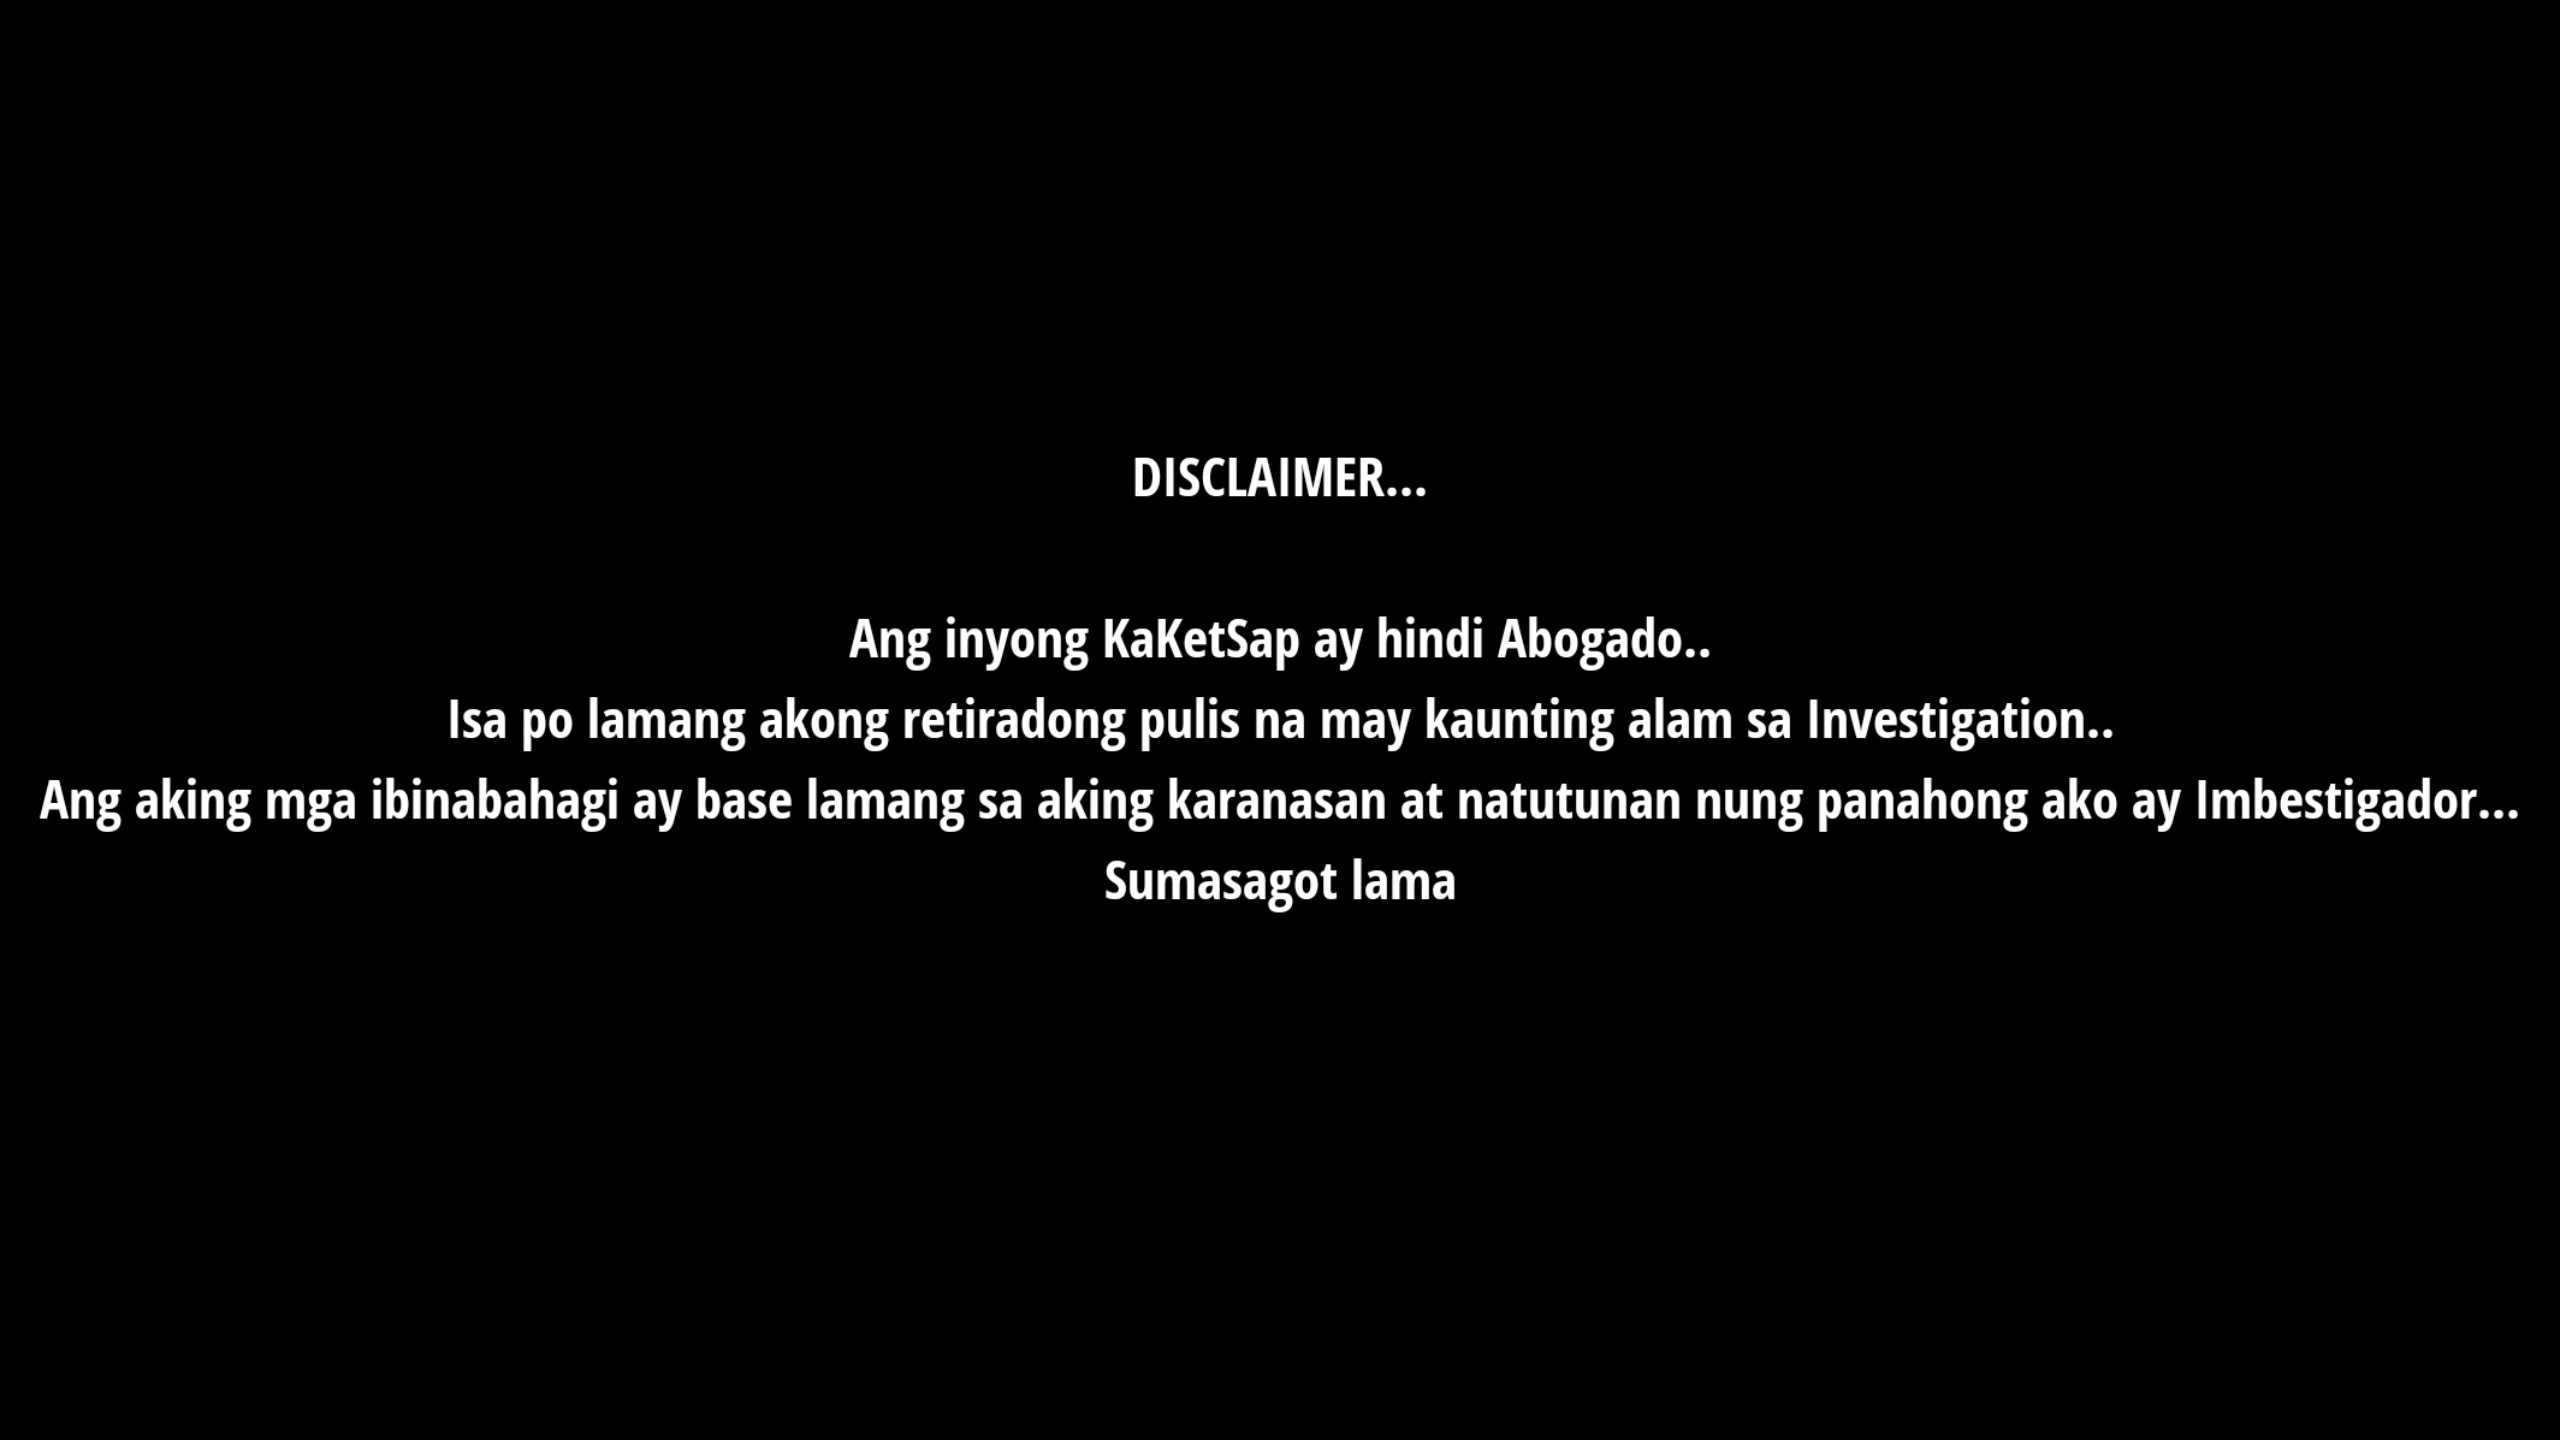 DISCLAIMER...
Ang inyong KaKetSap ay hindi Abogado..
Isa po lamang akong retiradong pulis na may kaunting alam sa Investigation..
Ang aking mga ibinabahagi ay base lamang sa aking karanasan at natutunan nung panahong ako ay Imbestigador...
Sumasagot lama